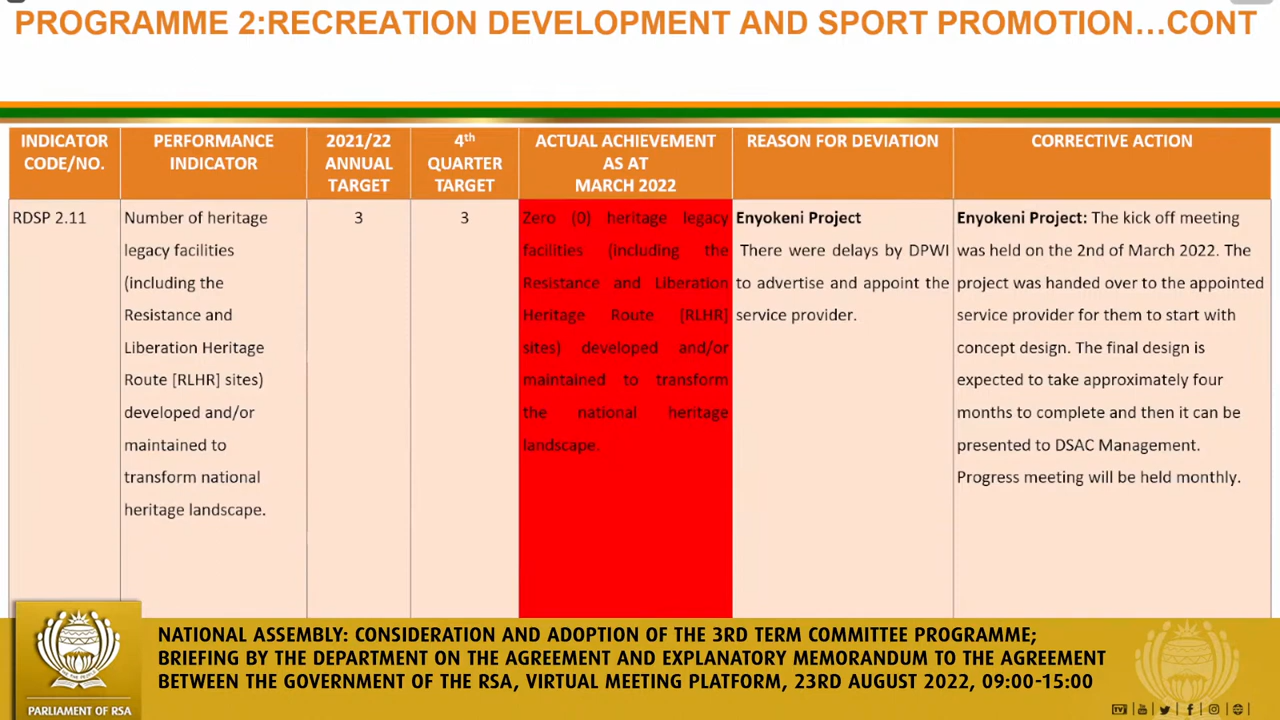 PROGRAMME 2:RECREATION DEVELOPMENT AND SPORT PROMOTION...CONT
INDICATOR
CODE/NO.
PERFORMANCE
INDICATOR
2021/22
ANNUAL
TARGET
4th
QUARTER
TARGET
ACTUAL ACHIEVEMENT
AS AT
MARCH 2022
REASON FOR DEVIATION
CORRECTIVE ACTION
RDSP 2.11
Number of heritage
legacy facilities
(including the
Resistance and
Liberation Heritage
Route [RLHR] sites)
developed and/or
maintained to
transform national
heritage landscape.
3
3
Zero (0) heritage legacy
facilities (including the
Resistance and Liberation
Heritage Route [RLHR]
sites) developed and/or
maintained to transform
the national heritage
landscape.
Enyokeni Project
There were delays by DPWI
to advertise and appoint the
service provider.
Enyokeni Project: The kick off meeting
was held on the 2nd of March 2022. The
project was handed over to the appointed
service provider for them to start with
concept design. The final design is
expected to take approximately four
months to complete and then it can be
presented to DSAC Management.
Progress meeting will be held monthly.
NATIONAL ASSEMBLY: CONSIDERATION AND ADOPTION OF THE 3RD TERM COMMITTEE PROGRAMME;
BRIEFING BY THE DEPARTMENT ON THE AGREEMENT AND EXPLANATORY MEMORANDUM TO THE AGREEMENT
BETWEEN THE GOVERNMENT OF THE RSA, VIRTUAL MEETING PLATFORM, 23RD AUGUST 2022, 09:00-15:00
PARLIAMENT OF RSA